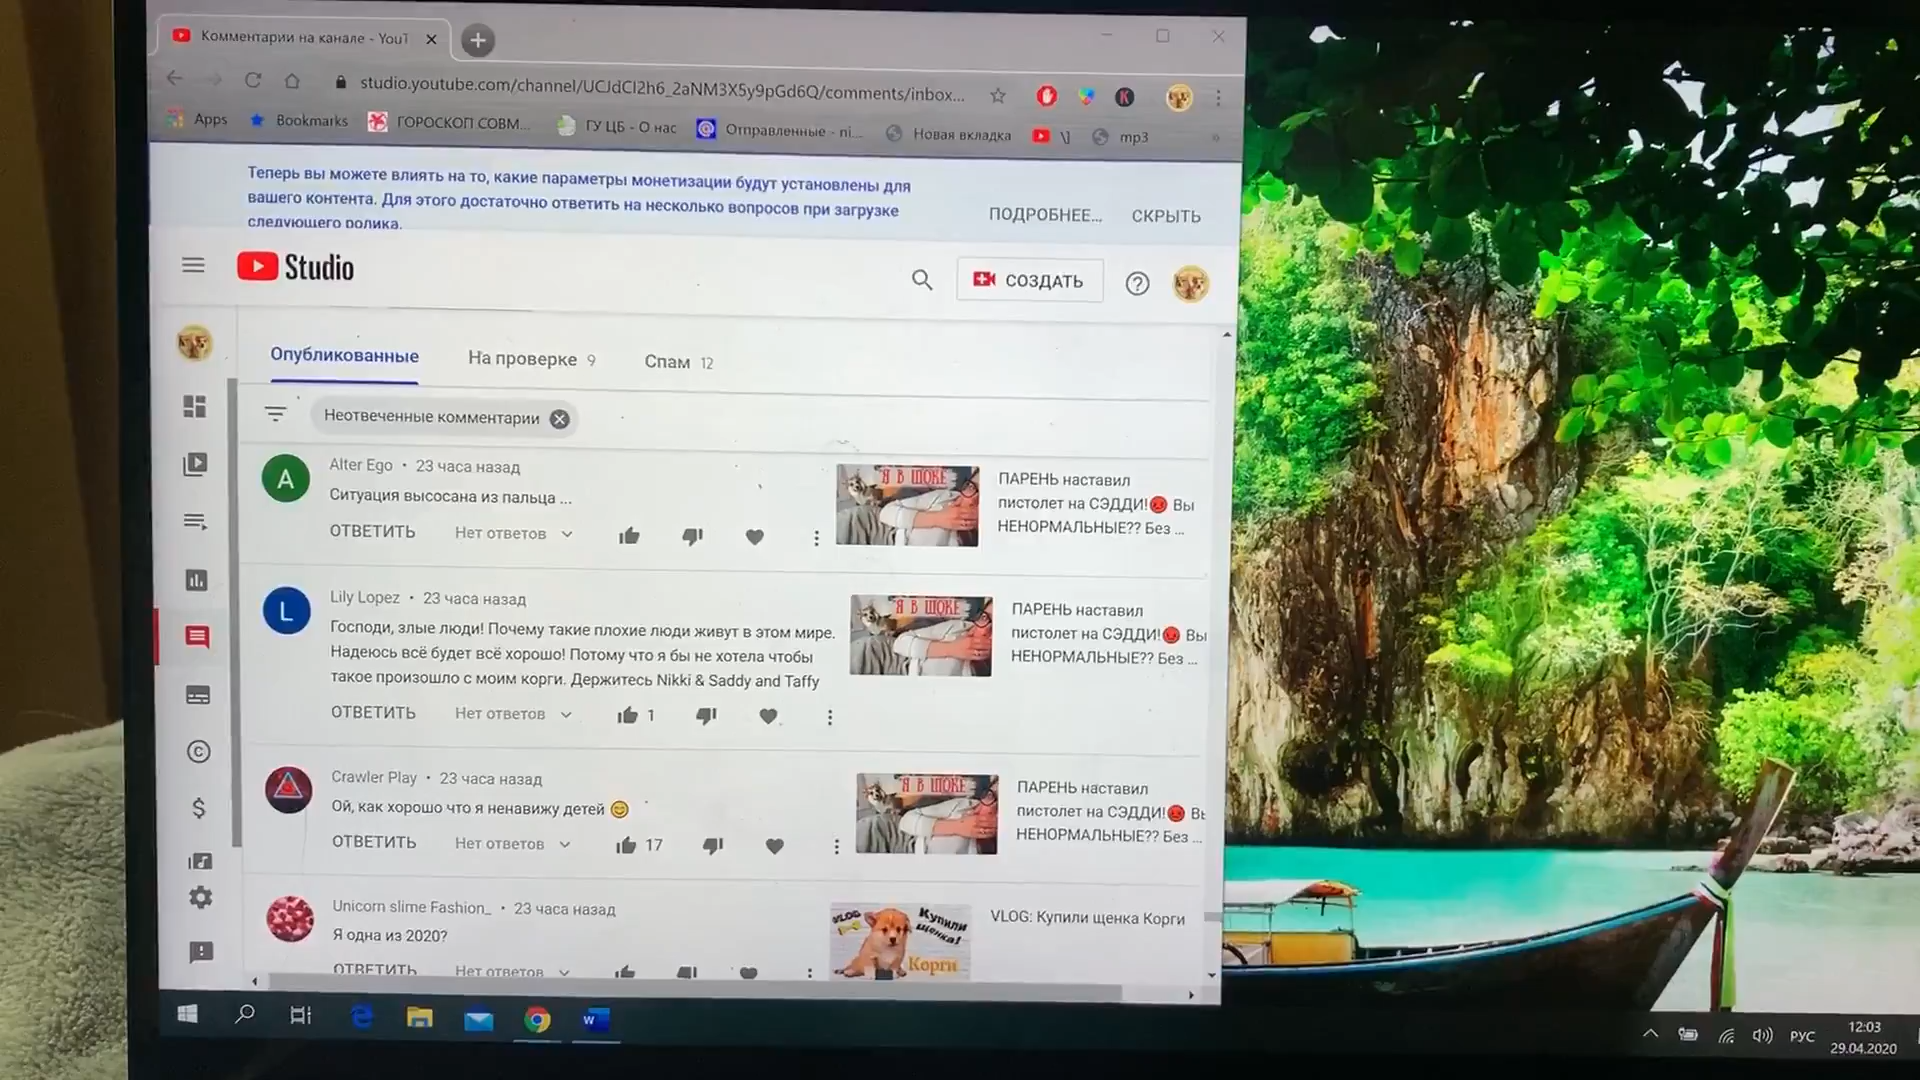 Комментарии на канале - YouT
studio.youtube.com/channel/UCJdCI2h6_2aNM3X5y9pGd6Q/comments/inbox...
Apps
Bookmarks
ГОРОСКОП СОВМ...
ГУ ЦБ - О нас
Отправленные - ni...
Новая вкладка
\]
mp3
»
Теперь вы можете влиять на то, какие параметры монетизации будут установлены для
вашего контента. Для этого достаточно ответить на несколько вопросов при загрузке
следующего ролика.
ПОДРОБНЕЕ...
СКРЫТЬ
Studio
СОЗДАТЬ
Опубликованные
На проверке 9
Спам 12
Неотвеченные комментарии
A
Alter Ego • 23 часа назад
Ситуация высосана из пальца ...
ОТВЕТИТЬ
Нет ответов
Я В ШОКЕ
ПАРЕНЬ наставил
пистолет на СЭДДИ!😡 Вы
НЕНОРМАЛЬНЫЕ?? Без ...
L
Lily Lopez • 23 часа назад
Господи, злые люди! Почему такие плохие люди живут в этом мире.
Надеюсь всё будет всё хорошо! Потому что я бы не хотела чтобы
такое произошло с моим корги. Держитесь Nikki & Saddy and Taffy
ОТВЕТИТЬ
Нет ответов
1
Я В ШОКЕ
ПАРЕНЬ наставил
пистолет на СЭДДИ!😡 Вы
НЕНОРМАЛЬНЫЕ?? Без ...
Crawler Play • 23 часа назад
Ой, как хорошо что я ненавижу детей 😊
ОТВЕТИТЬ
Нет ответов
17
Я В ШОКЕ
ПАРЕНЬ наставил
пистолет на СЭДДИ!😡 Вы
НЕНОРМАЛЬНЫЕ?? Без ...
Unicorn slime Fashion_ • 23 часа назад
Я одна из 2020?
ОТВЕТИТЬ
Нет ответов
VLOG
Купили
щенка!
Корги
VLOG: Купили щенка Корги
РУС
12:03
29.04.2020